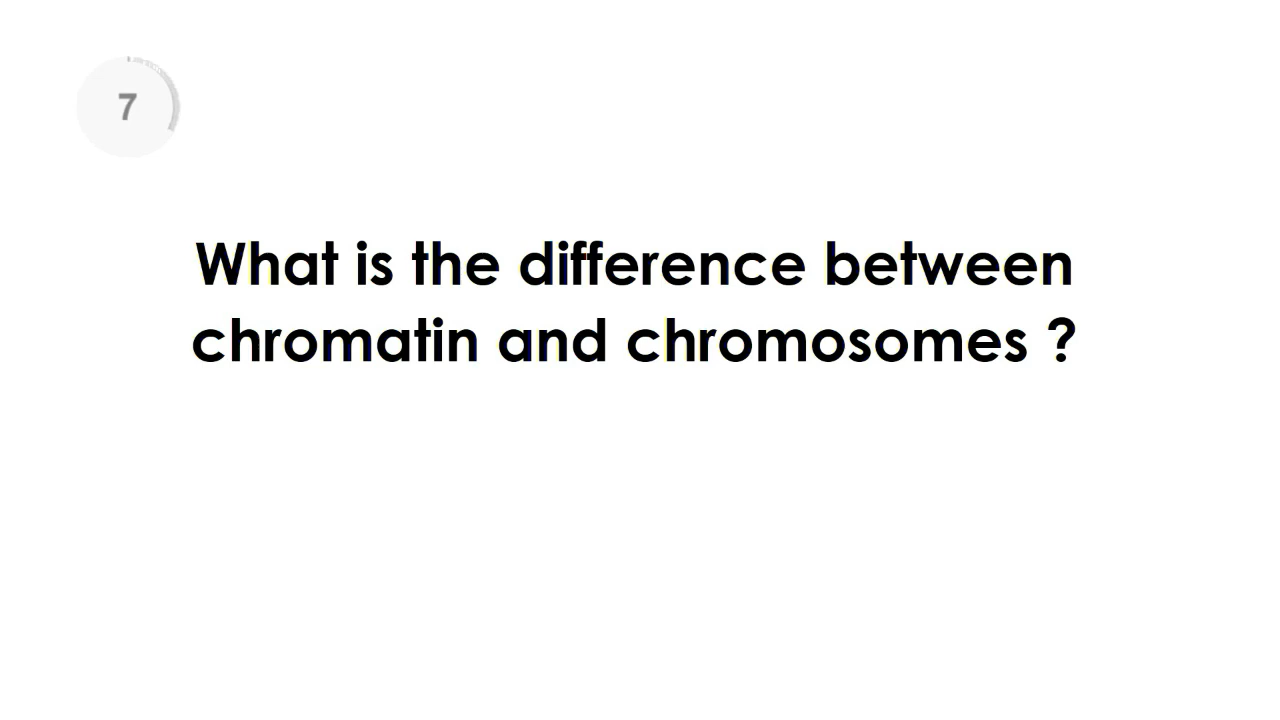 7
What is the difference between
chromatin and chromosomes ?